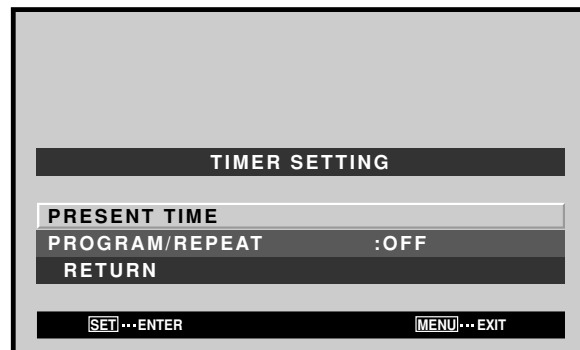 TIMER SETTING
PRESENT TIME
PROGRAM/REPEAT :OFF
RETURN
SET ··· ENTER MENU ··· EXIT